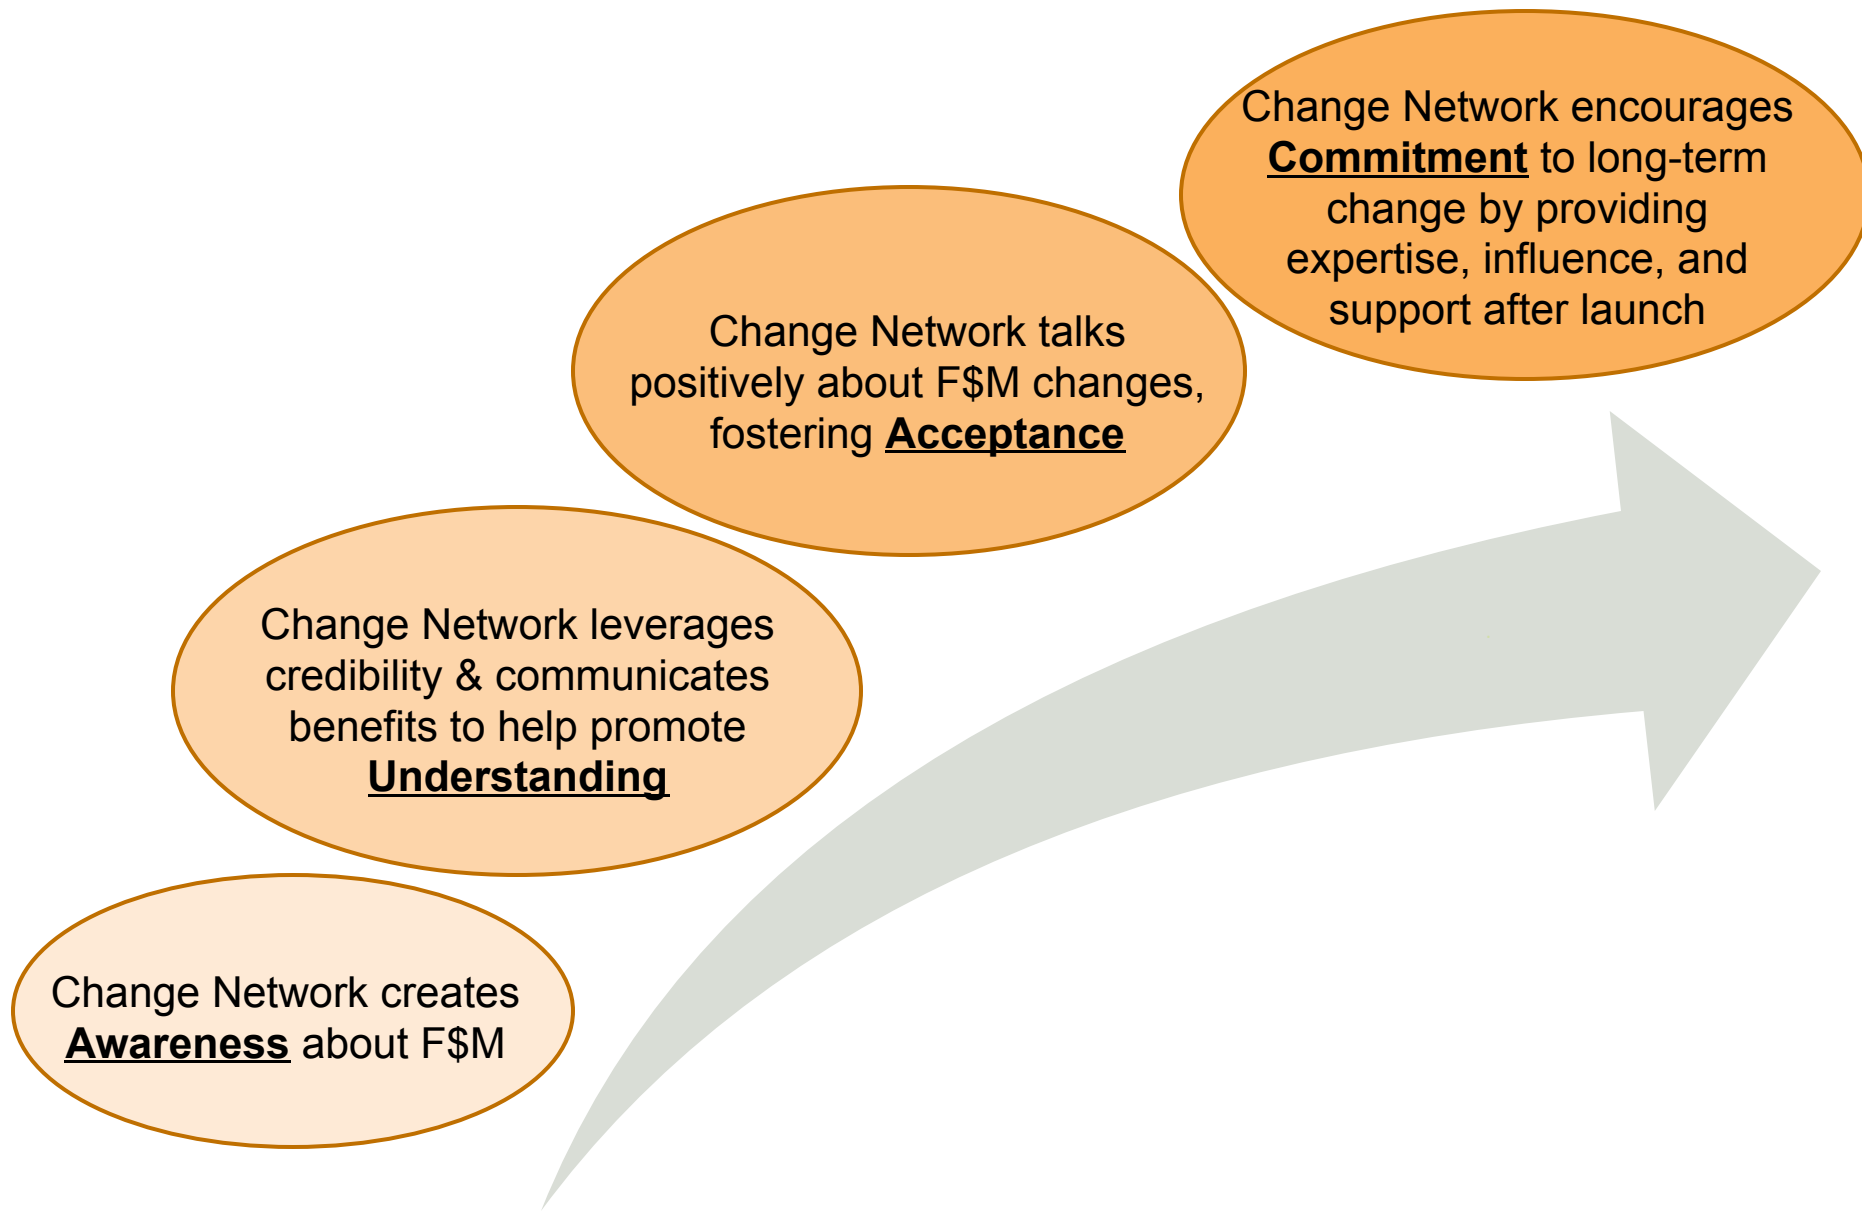 Change Network encourages
Commitment to long-term
change by providing
expertise, influence, and
support after launch
Change Network talks
positively about F$M changes,
fostering Acceptance
Change Network leverages
credibility & communicates
benefits to help promote
Understanding
Change Network creates
Awareness about F$M